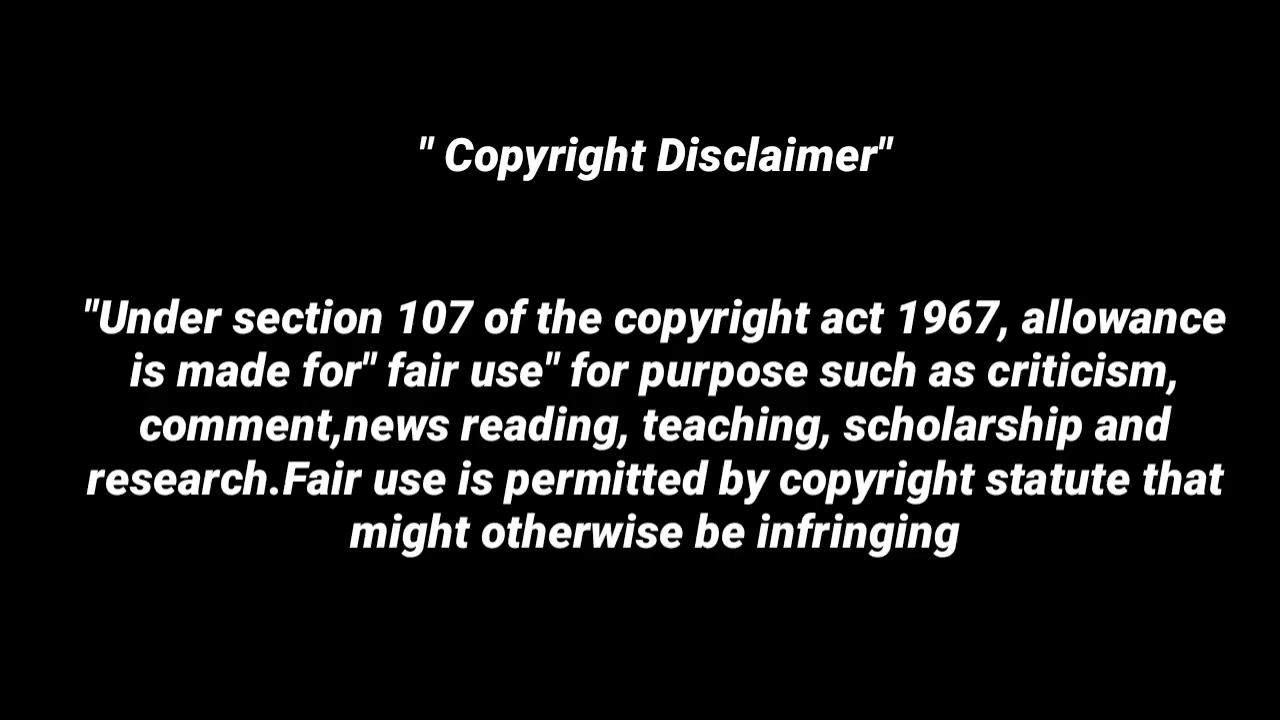 " Copyright Disclaimer"
"Under section 107 of the copyright act 1967, allowance
is made for" fair use" for purpose such as criticism,
comment,news reading, teaching, scholarship and
research.Fair use is permitted by copyright statute that
might otherwise be infringing